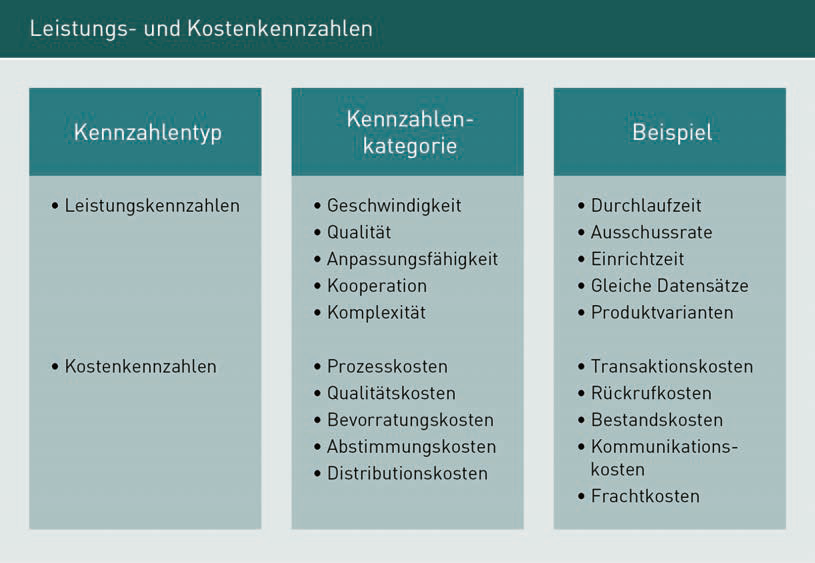 Leistungs- und Kostenkennzahlen
Kennzahlentyp
• Leistungskennzahlen
• Kostenkennzahlen
Kennzahlen-
kategorie
• Geschwindigkeit
• Qualität
• Anpassungsfähigkeit
• Kooperation
• Komplexität
• Prozesskosten
• Qualitätskosten
• Bevorratungskosten
• Abstimmungskosten
• Distributionskosten
Beispiel
• Durchlaufzeit
• Ausschussrate
• Einrichtzeit
• Gleiche Datensätze
• Produktvarianten
• Transaktionskosten
• Rückrufkosten
• Bestandskosten
• Kommunikations-
kosten
• Frachtkosten